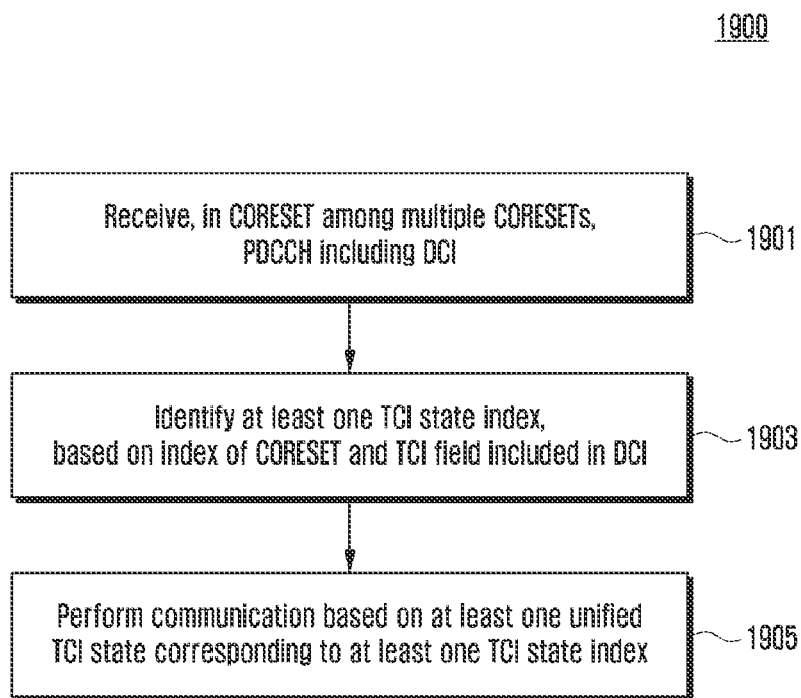 1900
Receive, in CORESET among multiple CORESETs,
PDCCH including DCI
1901
Identify at least one TCI state index,
based on index of CORESET and TCI field included in DCI
1903
Perform communication based on at least one unified
TCI state corresponding to at least one TCI state index
1905